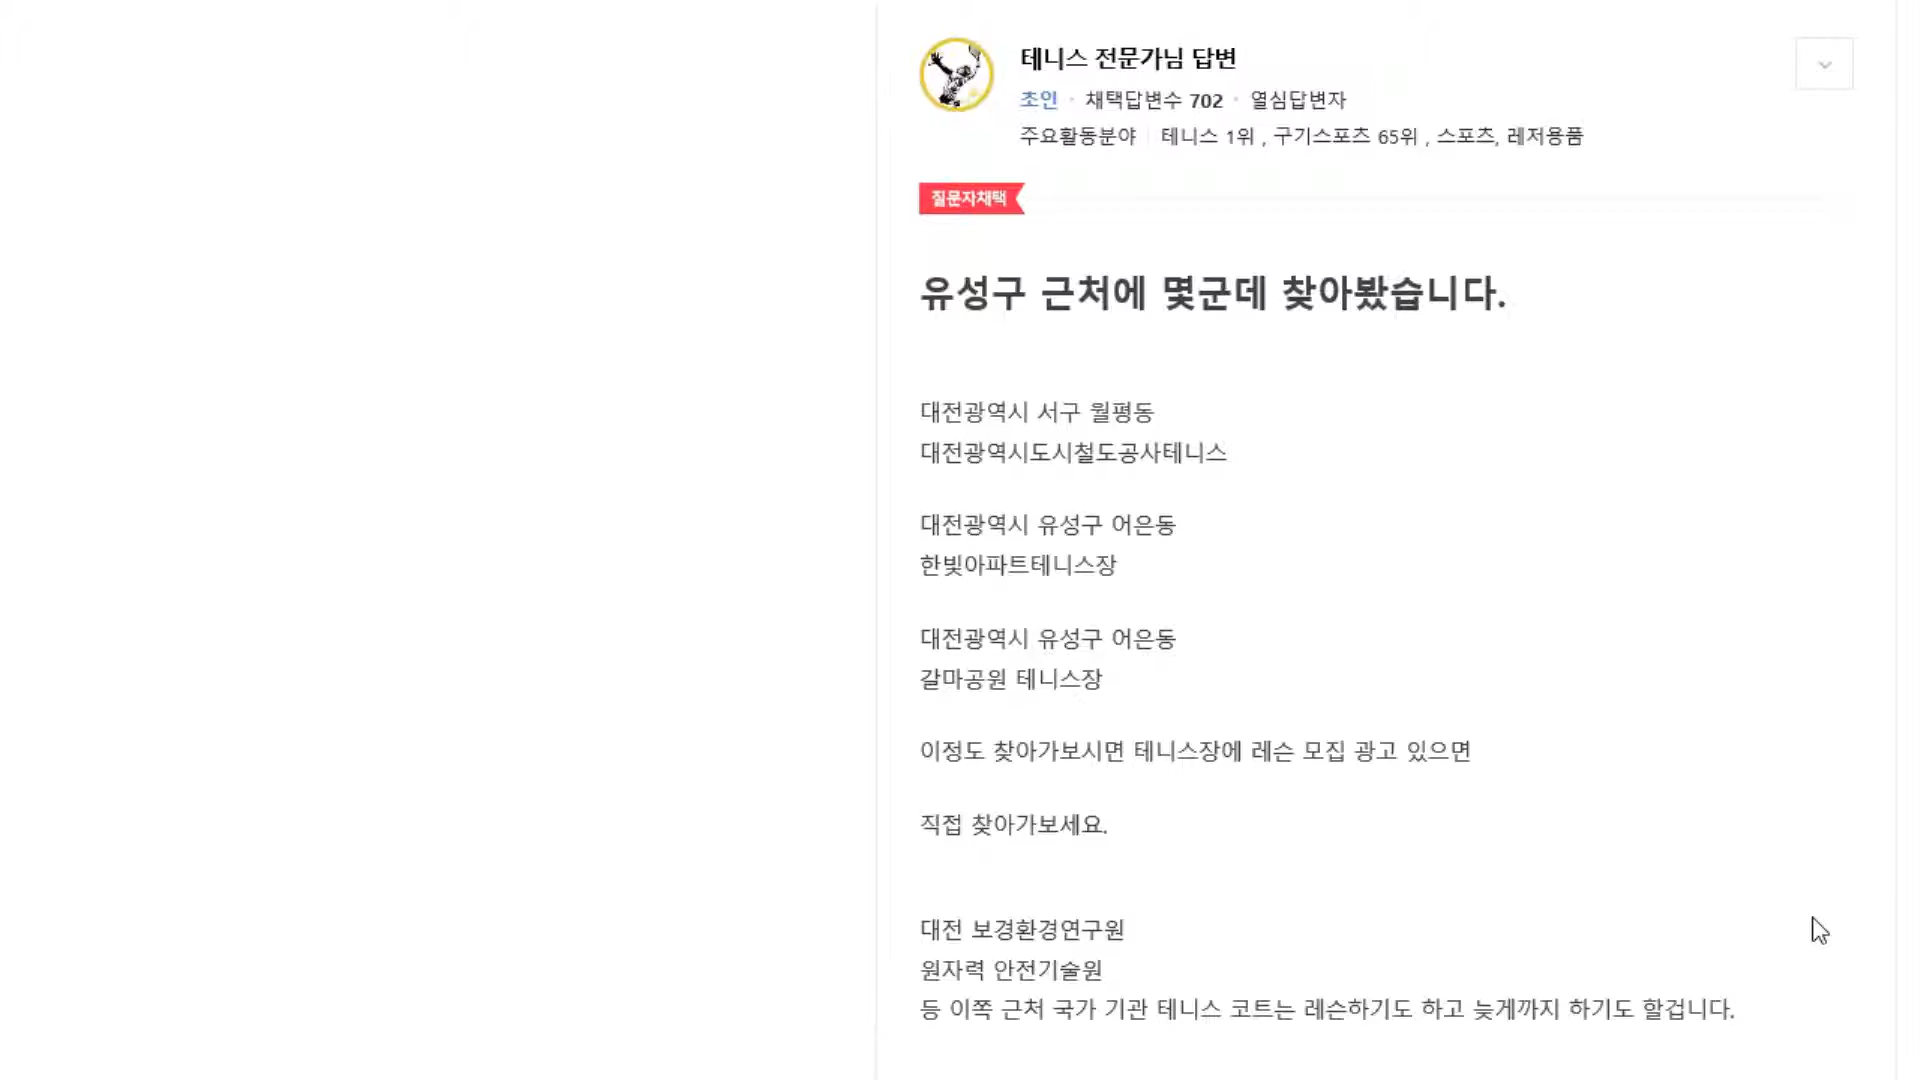 테니스 전문가님 답변
초인 · 채택답변수 702 · 열심답변자
주요활동분야 테니스 1위 , 구기스포츠 65위 , 스포츠, 레저용품
질문자채택
유성구 근처에 몇군데 찾아봤습니다.
대전광역시 서구 월평동
대전광역시도시철도공사테니스
대전광역시 유성구 어은동
한빛아파트테니스장
대전광역시 유성구 어은동
갈마공원 테니스장
이정도 찾아가보시면 테니스장에 레슨 모집 광고 있으면
직접 찾아가보세요.
대전 보경환경연구원
원자력 안전기술원
등 이쪽 근처 국가 기관 테니스 코트는 레슨하기도 하고 늦게까지 하기도 할겁니다.